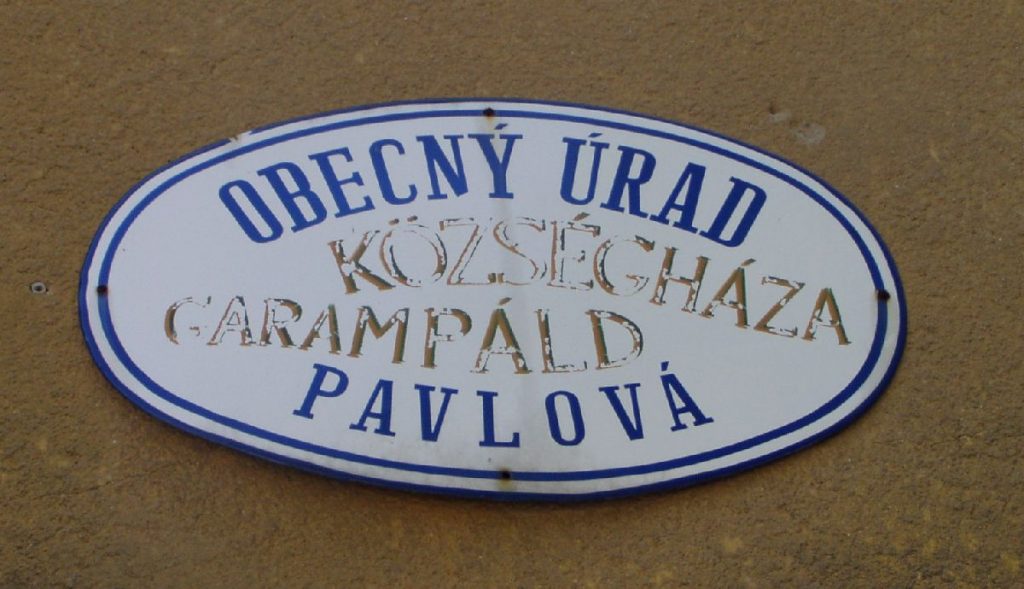 OBECNÝ ÚRAD
KÖZSÉGHÁZA
GARAMPÁLD
PAVLOVÁ